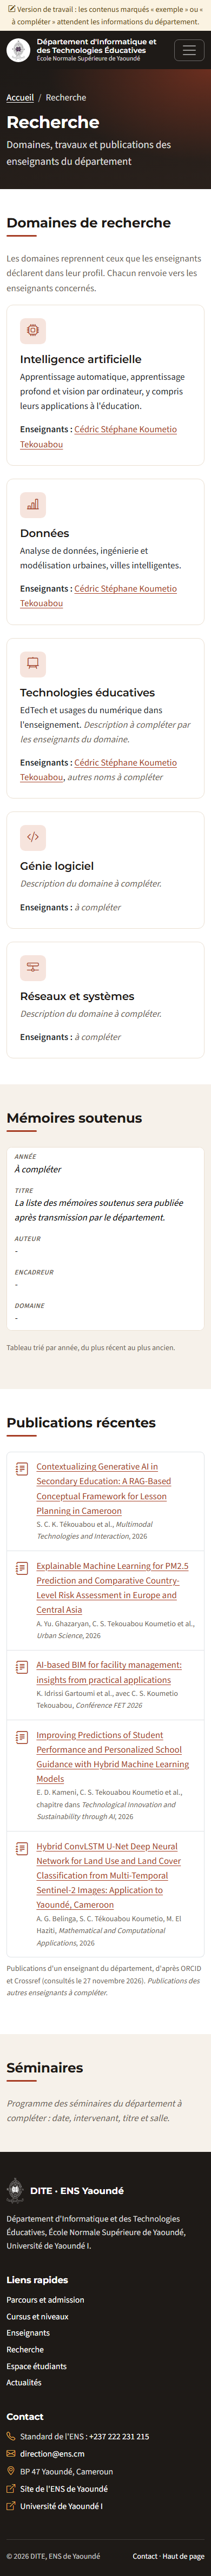 Version de travail : les contenus marqués « exemple » ou «
à compléter » attendent les informations du département.
Département d'Informatique et
des Technologies Éducatives
École Normale Supérieure de Yaoundé
Accueil / Recherche
Recherche
Domaines, travaux et publications des
enseignants du département
Domaines de recherche
Les domaines reprennent ceux que les enseignants
déclarent dans leur profil. Chacun renvoie vers les
enseignants concernés.
Intelligence artificielle
Apprentissage automatique, apprentissage
profond et vision par ordinateur, y compris
leurs applications à l'éducation.
Enseignants : Cédric Stéphane Koumetio
Tekouabou
Données
Analyse de données, ingénierie et
modélisation urbaines, villes intelligentes.
Enseignants : Cédric Stéphane Koumetio
Tekouabou
Technologies éducatives
EdTech et usages du numérique dans
l'enseignement. Description à compléter par
les enseignants du domaine.
Enseignants : Cédric Stéphane Koumetio
Tekouabou, autres noms à compléter
Génie logiciel
Description du domaine à compléter.
Enseignants : à compléter
Réseaux et systèmes
Description du domaine à compléter.
Enseignants : à compléter
Mémoires soutenus
ANNÉE
À compléter
TITRE
La liste des mémoires soutenus sera publiée
après transmission par le département.
AUTEUR
-
ENCADREUR
-
DOMAINE
-
Tableau trié par année, du plus récent au plus ancien.
Publications récentes
Contextualizing Generative AI in
Secondary Education: A RAG-Based
Conceptual Framework for Lesson
Planning in Cameroon
S. C. K. Tékouabou et al., Multimodal
Technologies and Interaction, 2026
Explainable Machine Learning for PM2.5
Prediction and Comparative Country-
Level Risk Assessment in Europe and
Central Asia
A. Yu. Ghazaryan, C. S. Tekouabou Koumetio et al.,
Urban Science, 2026
AI-based BIM for facility management:
insights from practical applications
K. Idrissi Gartoumi et al., avec C. S. Koumetio
Tekouabou, Conférence FET 2026
Improving Predictions of Student
Performance and Personalized School
Guidance with Hybrid Machine Learning
Models
E. D. Kameni, C. S. Tekouabou Koumetio et al.,
chapitre dans Technological Innovation and
Sustainability through AI, 2026
Hybrid ConvLSTM U-Net Deep Neural
Network for Land Use and Land Cover
Classification from Multi-Temporal
Sentinel-2 Images: Application to
Yaoundé, Cameroon
A. G. Belinga, S. C. Tékouabou Koumetio, M. El
Haziti, Mathematical and Computational
Applications, 2026
Publications d'un enseignant du département, d'après ORCID
et Crossref (consultés le 27 novembre 2026). Publications des
autres enseignants à compléter.
Séminaires
Programme des séminaires du département à
compléter : date, intervenant, titre et salle.
DITE · ENS Yaoundé
Département d'Informatique et des Technologies
Éducatives, École Normale Supérieure de Yaoundé,
Université de Yaoundé I.
Liens rapides
Parcours et admission
Cursus et niveaux
Enseignants
Recherche
Espace étudiants
Actualités
Contact
Standard de l'ENS : +237 222 231 215
direction@ens.cm
BP 47 Yaoundé, Cameroun
Site de l'ENS de Yaoundé
Université de Yaoundé I
© 2026 DITE, ENS de Yaoundé Contact · Haut de page